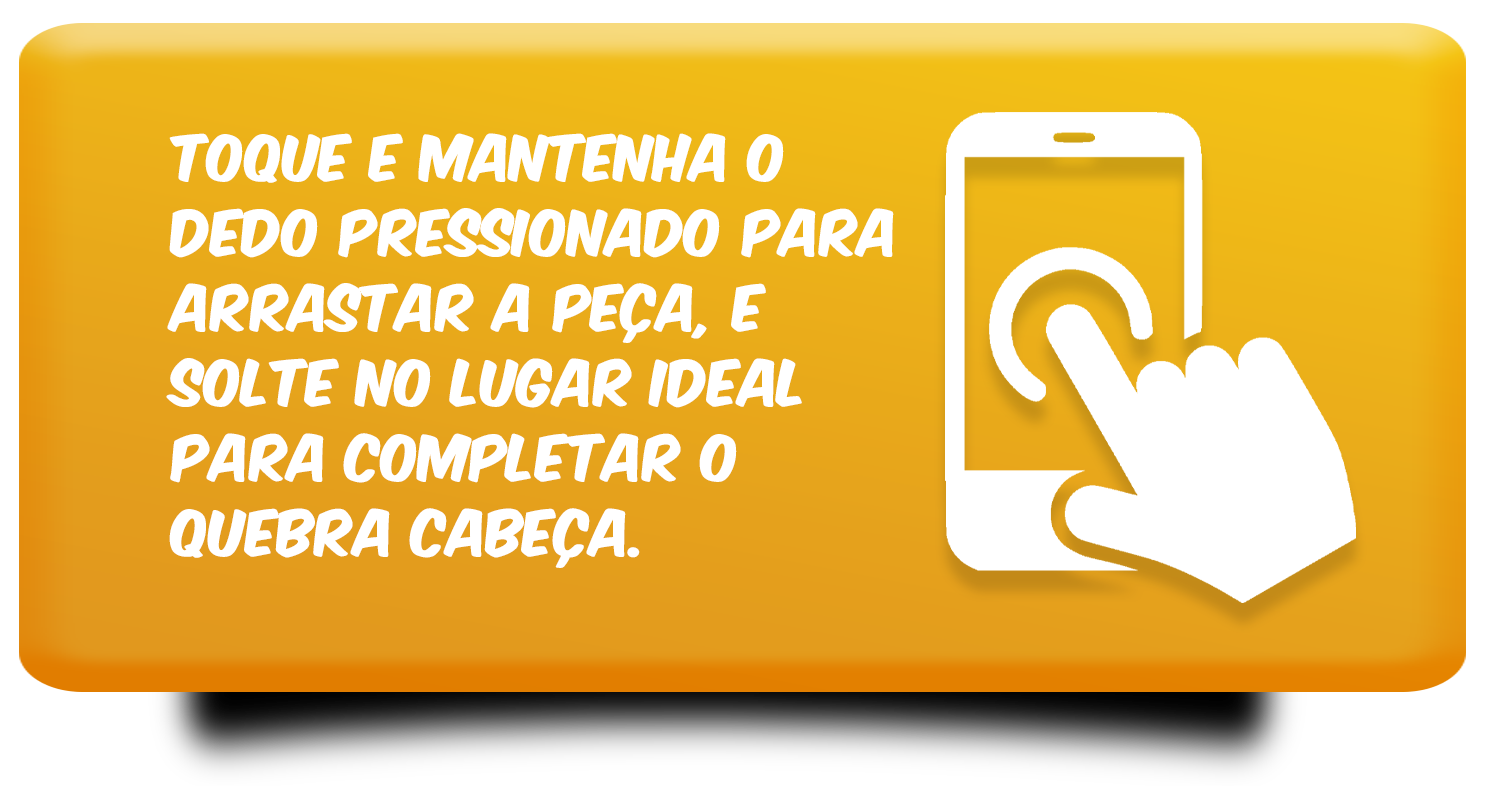 TOQUE E MANTENHA O
DEDO PRESSIONADO PARA
ARRASTAR A PEÇA, E
SOLTE NO LUGAR IDEAL
PARA COMPLETAR O
QUEBRA CABEÇA.